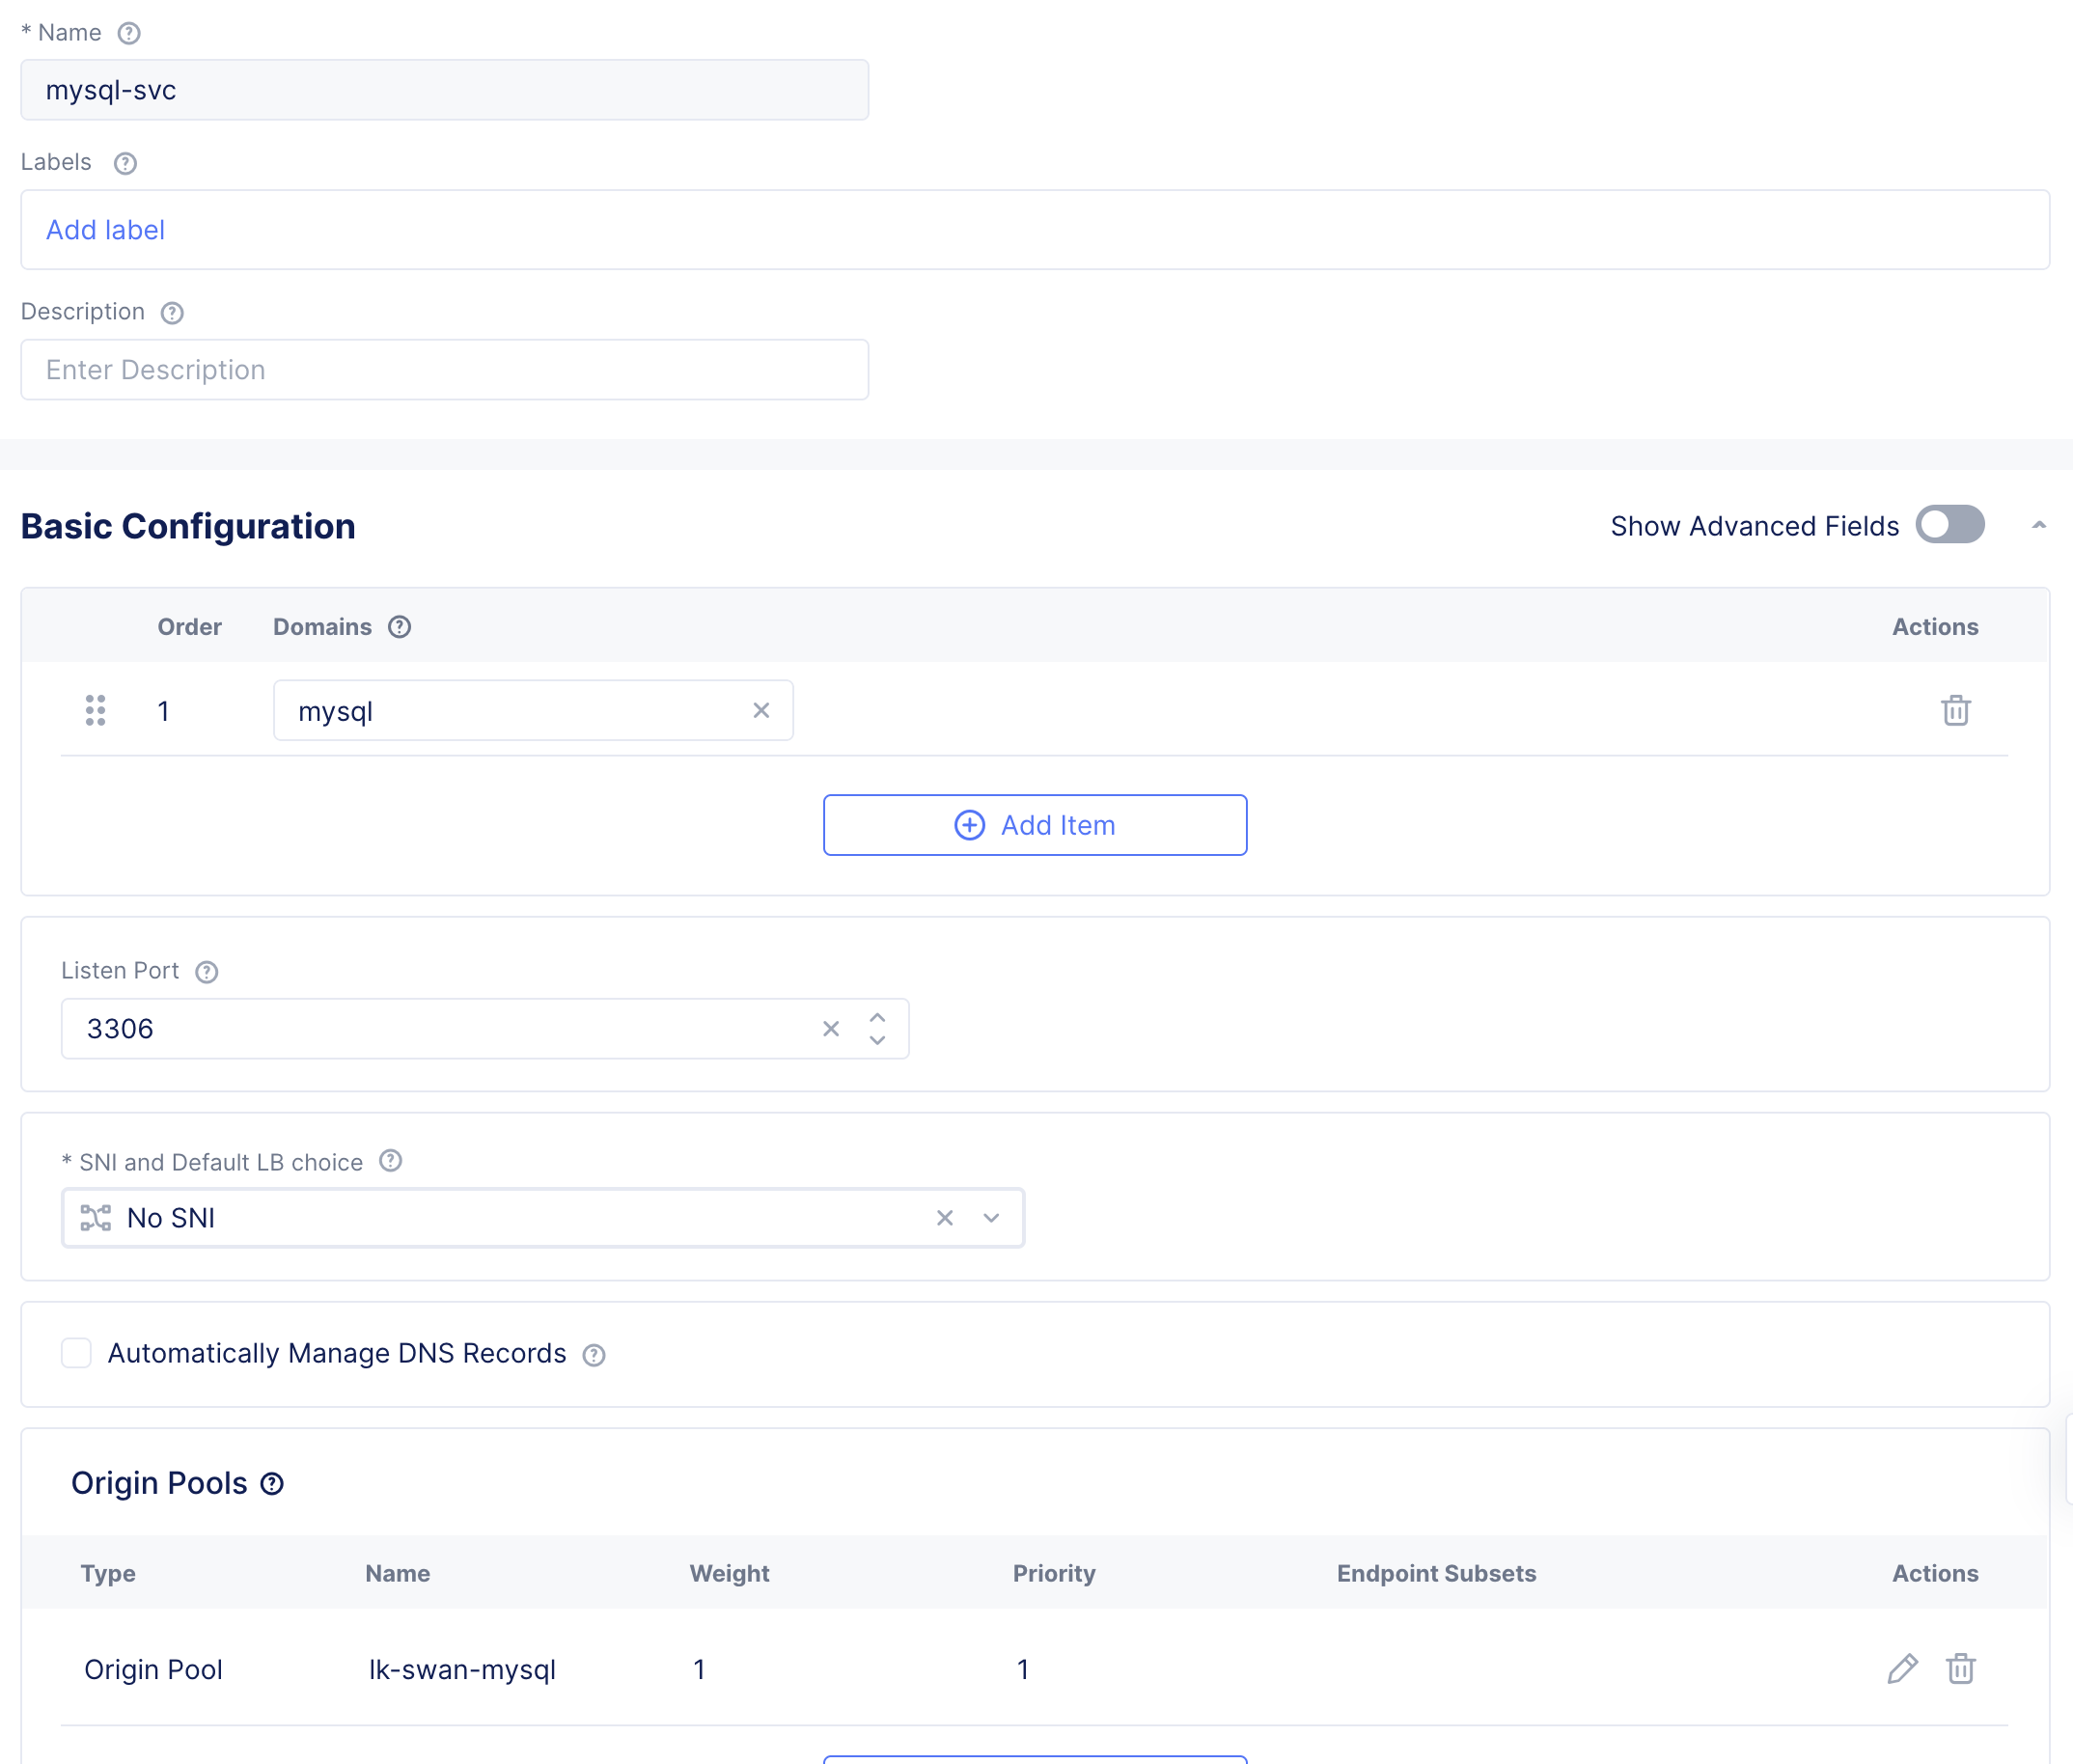 * Name
mysql-svc
Labels
Add label
Description
Enter Description
Basic Configuration
Show Advanced Fields
Order Domains Actions
1 mysql
Add Item
Listen Port
3306
* SNI and Default LB choice
No SNI
Automatically Manage DNS Records
Origin Pools
Type Name Weight Priority Endpoint Subsets Actions
Origin Pool lk-swan-mysql 1 1